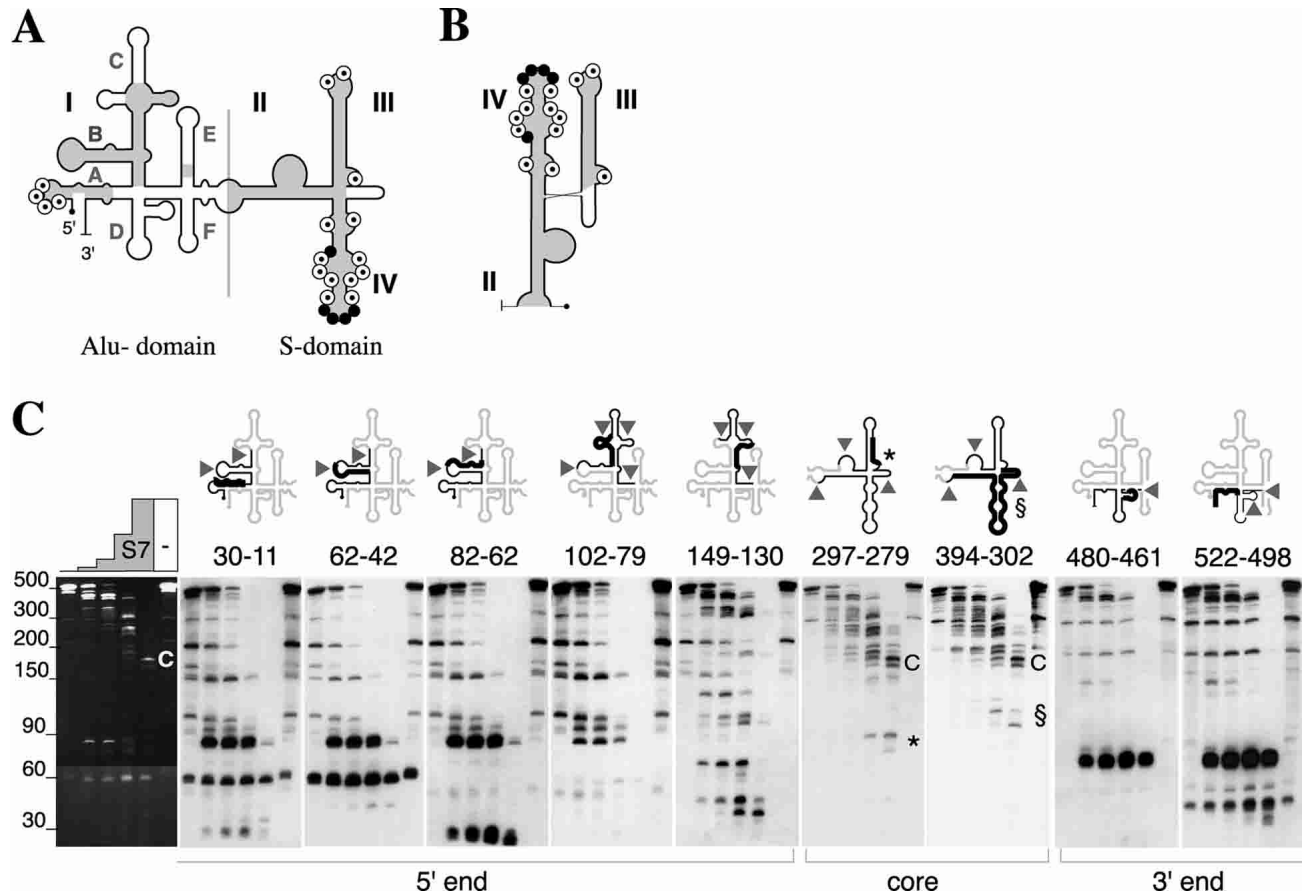 A
B
C
I
II
III
B
E
A
5'
3'
D
F
IV
Alu- domain
S-domain
IV
III
II
C
*
§
S7
-
30-11
62-42
82-62
102-79
149-130
297-279
394-302
480-461
522-498
500
300
200
150
90
60
30
C
C
C
*
§
5' end
core
3' end